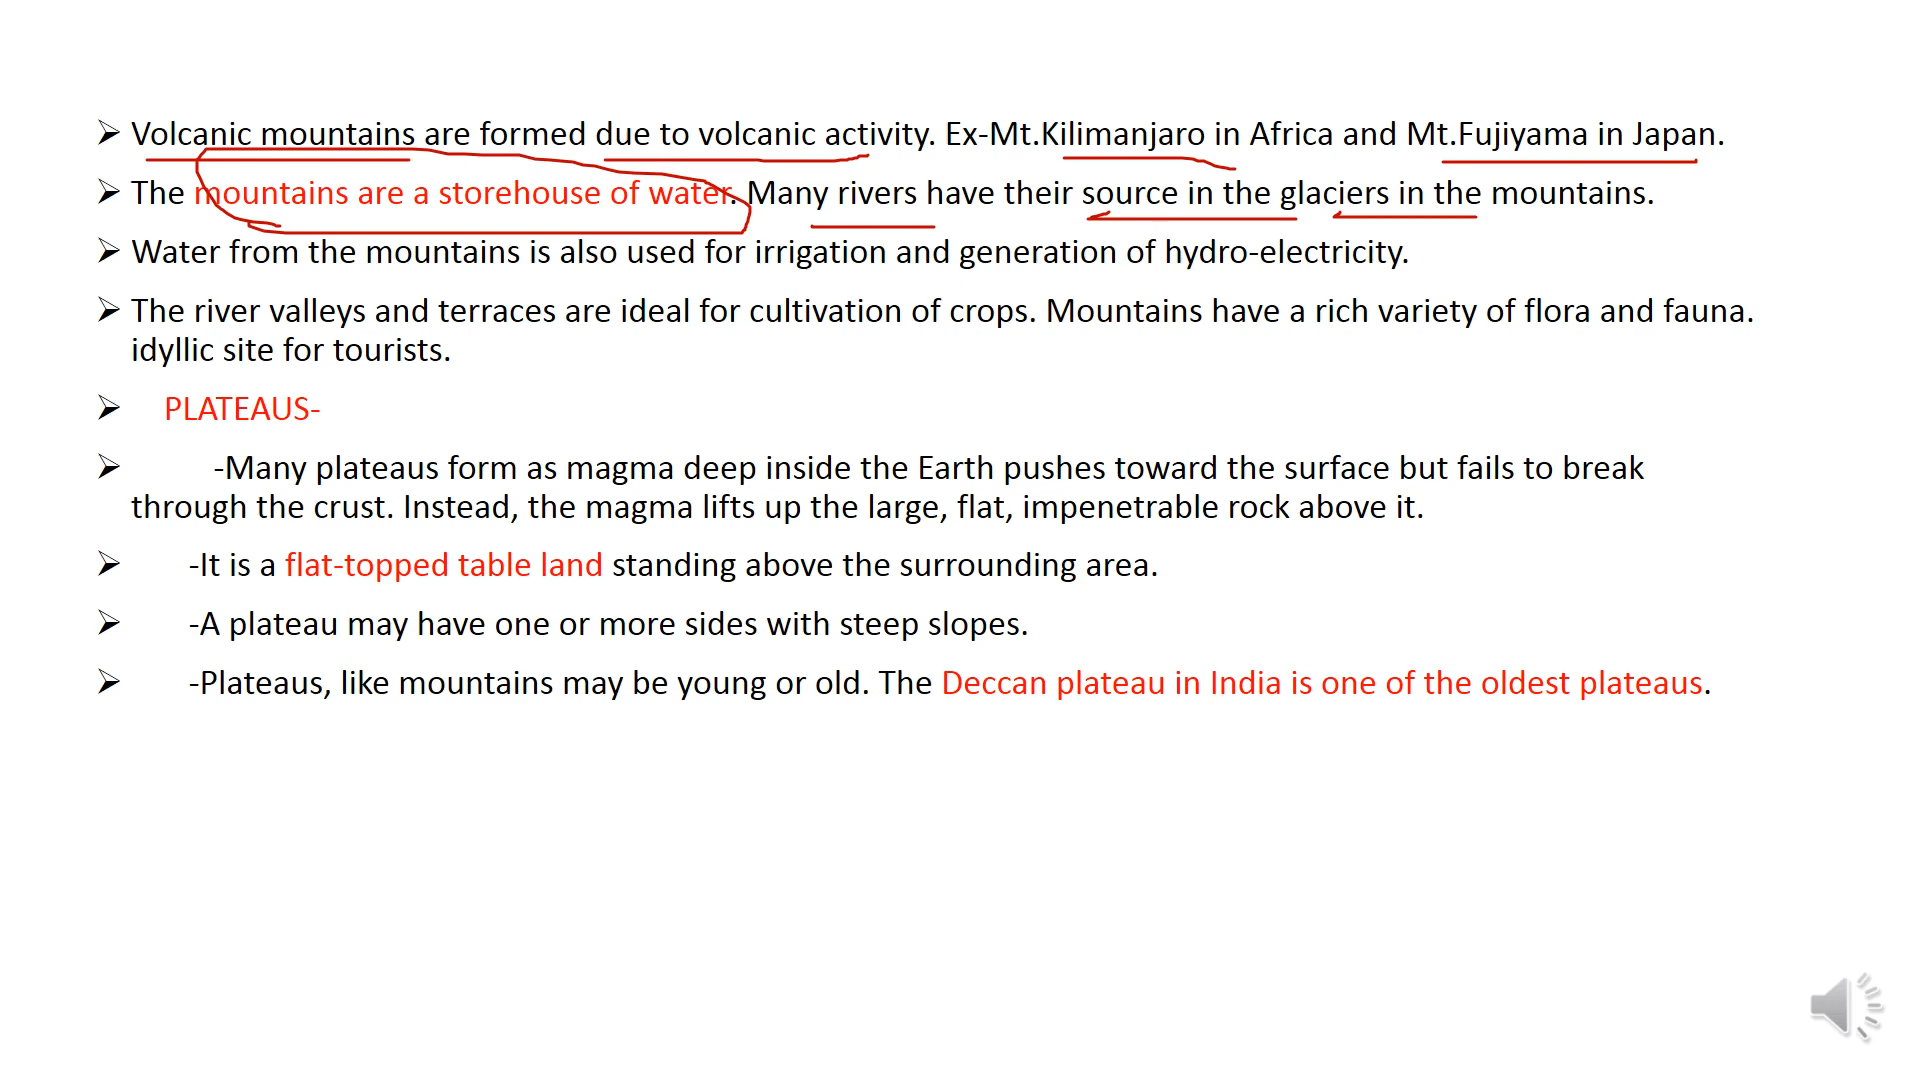 Volcanic mountains are formed due to volcanic activity. Ex-Mt.Kilimanjaro in Africa and Mt.Fujiyama in Japan.
The mountains are a storehouse of water. Many rivers have their source in the glaciers in the mountains.
Water from the mountains is also used for irrigation and generation of hydro-electricity.
The river valleys and terraces are ideal for cultivation of crops. Mountains have a rich variety of flora and fauna.
idyllic site for tourists.
PLATEAUS-
-Many plateaus form as magma deep inside the Earth pushes toward the surface but fails to break
through the crust. Instead, the magma lifts up the large, flat, impenetrable rock above it.
-It is a flat-topped table land standing above the surrounding area.
-A plateau may have one or more sides with steep slopes.
-Plateaus, like mountains may be young or old. The Deccan plateau in India is one of the oldest plateaus.